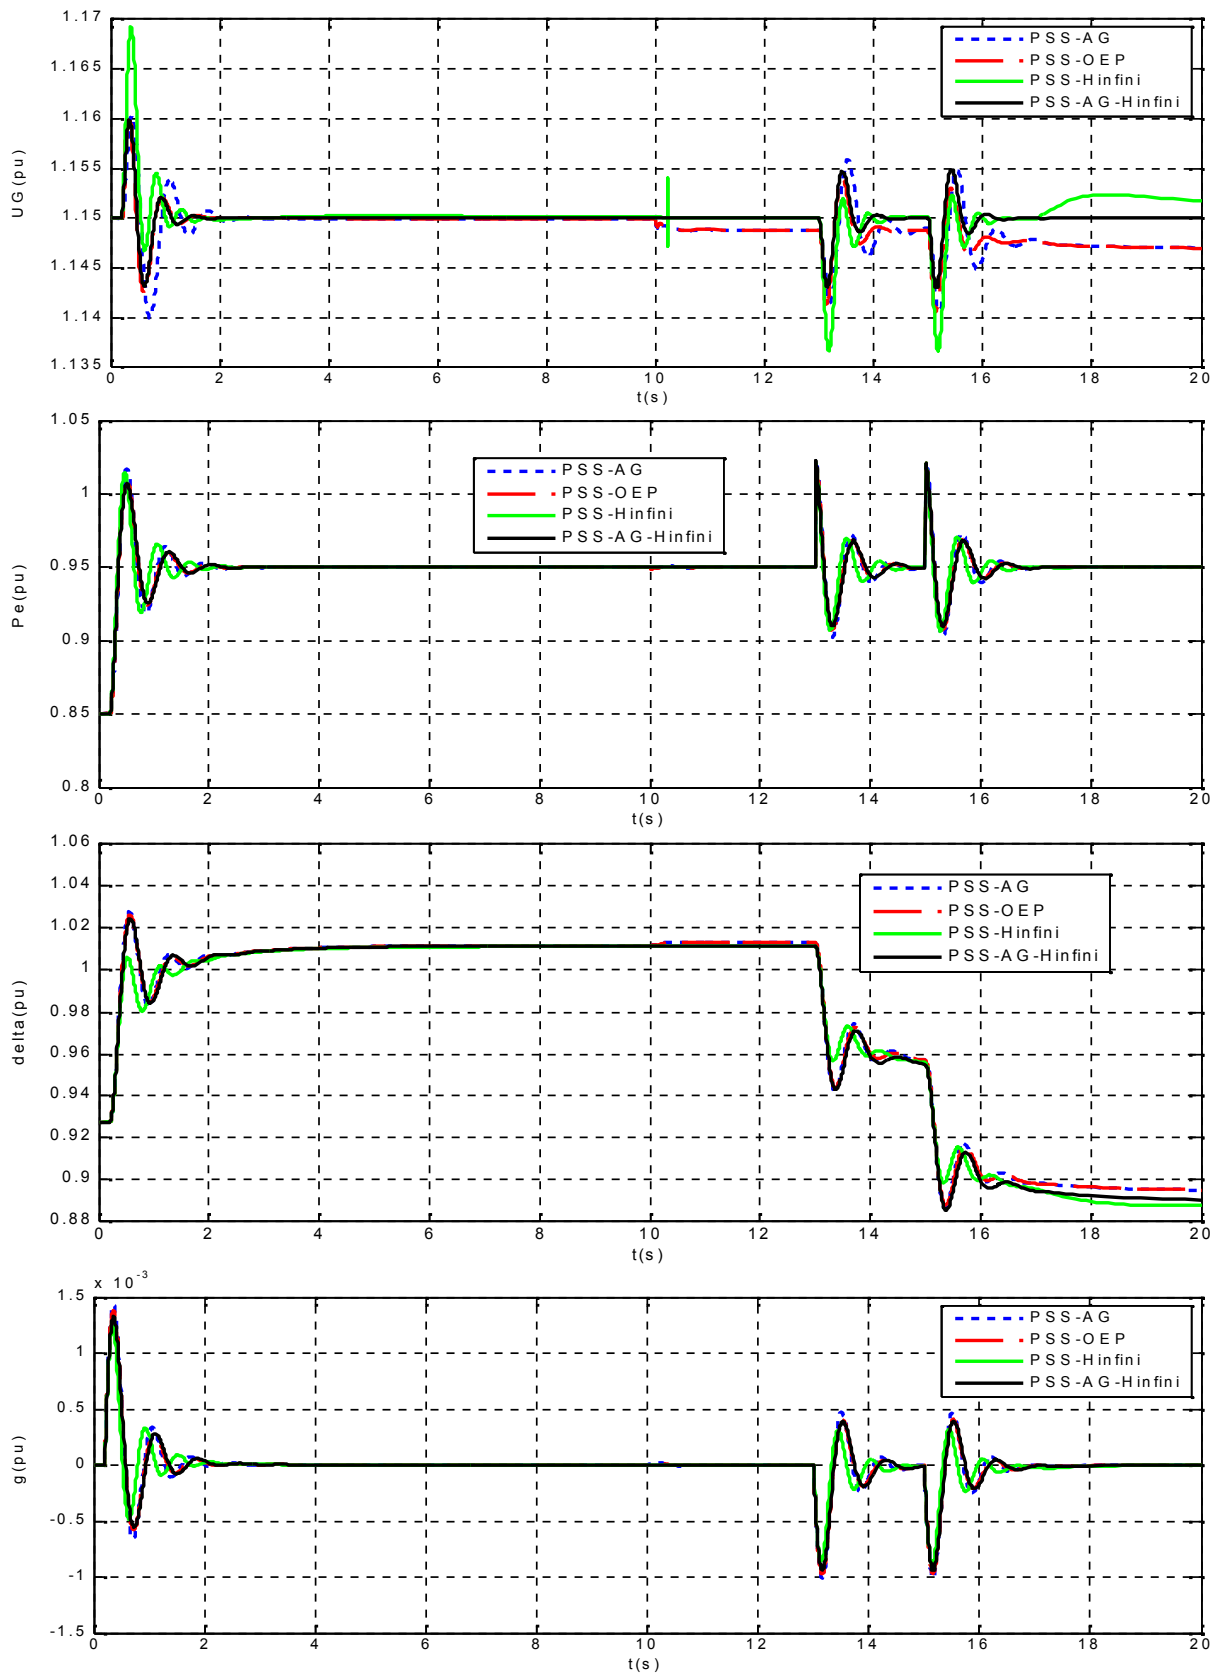 1.17
1.165
1.16
1.155
1.15
1.145
1.14
1.135
UG(pu)
PSS-AG
PSS-OEP
PSS-Hinfini
PSS-AG-Hinfini
0 2 4 6 8 10 12 14 16 18 20
t(s)
1.05
1
0.95
0.9
0.85
0.8
Pe(pu)
PSS-AG
PSS-OEP
PSS-Hinfini
PSS-AG-Hinfini
0 2 4 6 8 10 12 14 16 18 20
t(s)
1.06
1.04
1.02
1
0.98
0.96
0.94
0.92
0.9
0.88
delta(pu)
PSS-AG
PSS-OEP
PSS-Hinfini
PSS-AG-Hinfini
0 2 4 6 8 10 12 14 16 18 20
t(s)
x 10⁻³
1.5
1
0.5
0
-0.5
-1
-1.5
g(pu)
PSS-AG
PSS-OEP
PSS-Hinfini
PSS-AG-Hinfini
0 2 4 6 8 10 12 14 16 18 20
t(s)